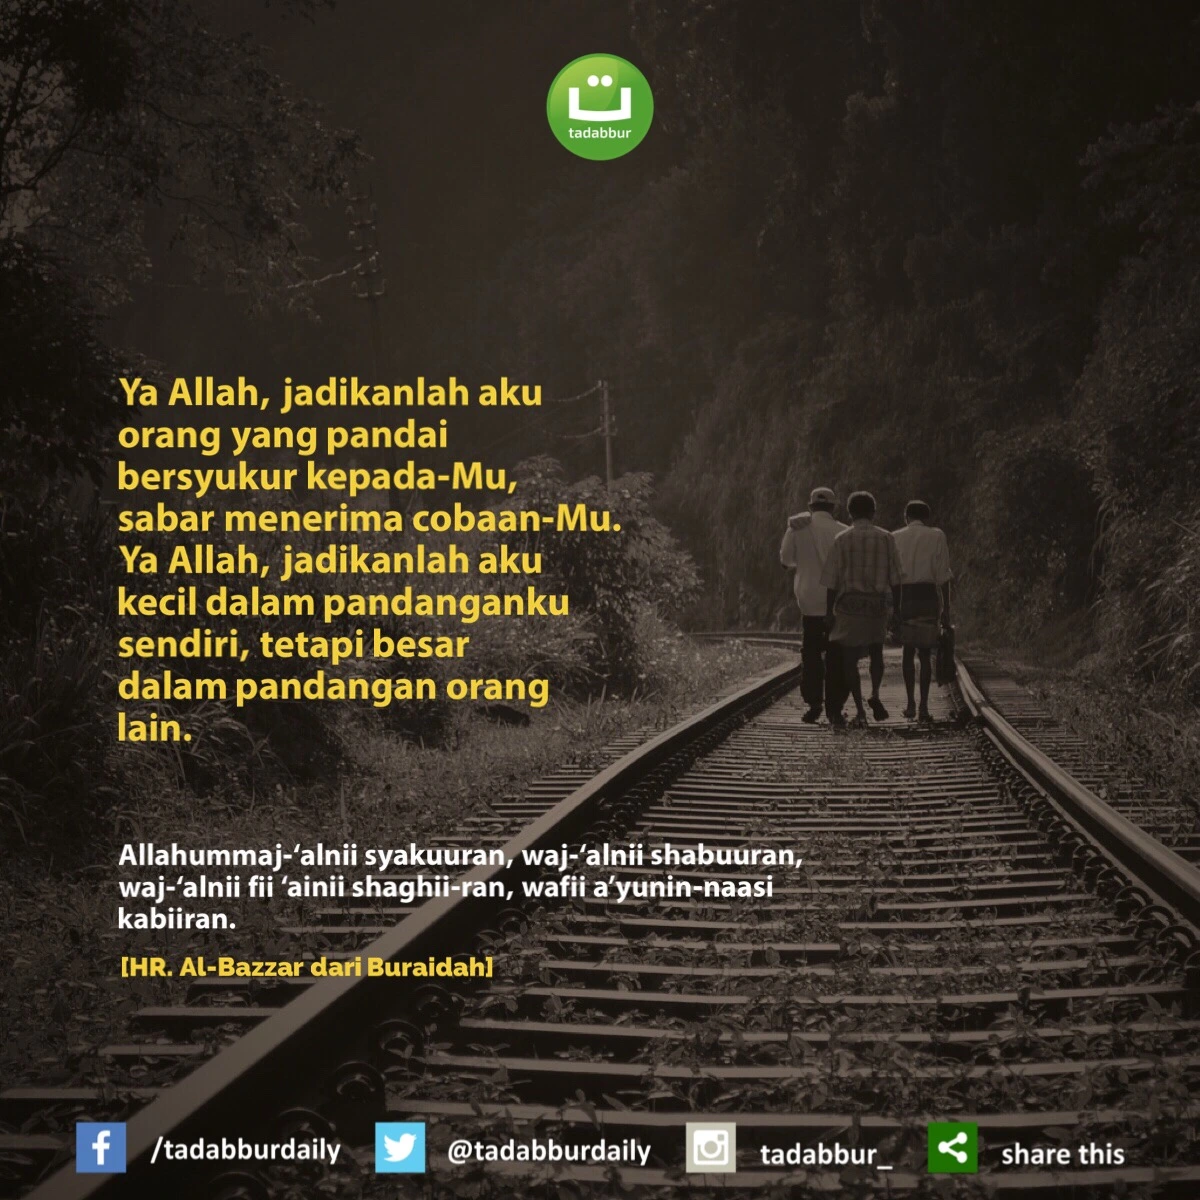 tadabbur
Ya Allah, jadikanlah aku
orang yang pandai
bersyukur kepada-Mu,
sabar menerima cobaan-Mu.
Ya Allah, jadikanlah aku
kecil dalam pandanganku
sendiri, tetapi besar
dalam pandangan orang
lain.
Allahummaj-‘alnii syakuuran, waj-‘alnii shabuuran,
waj-‘alnii fii ‘ainii shaghii-ran, wafii a’yunin-naasi
kabiiran.
[HR. Al-Bazzar dari Buraidah]
/tadabburdaily @tadabburdaily tadabbur_ share this